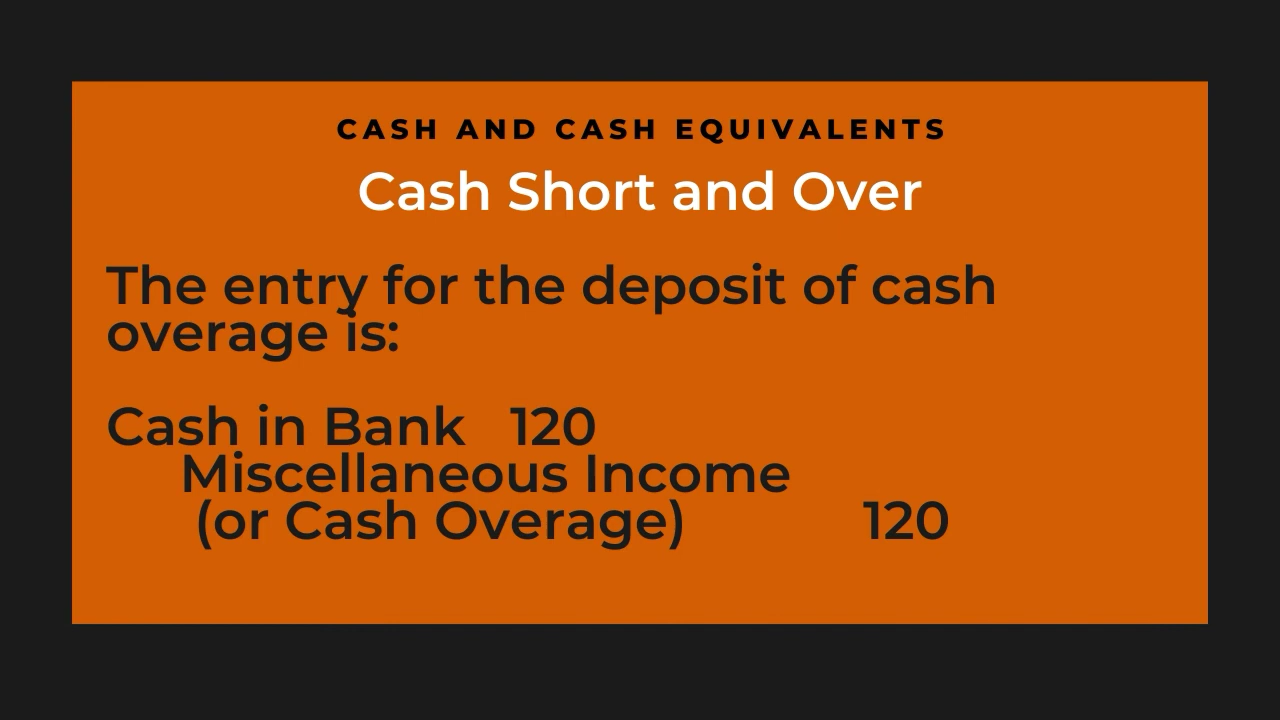 CASH AND CASH EQUIVALENTS
Cash Short and Over
The entry for the deposit of cash
overage is:
Cash in Bank 120
Miscellaneous Income
(or Cash Overage) 120